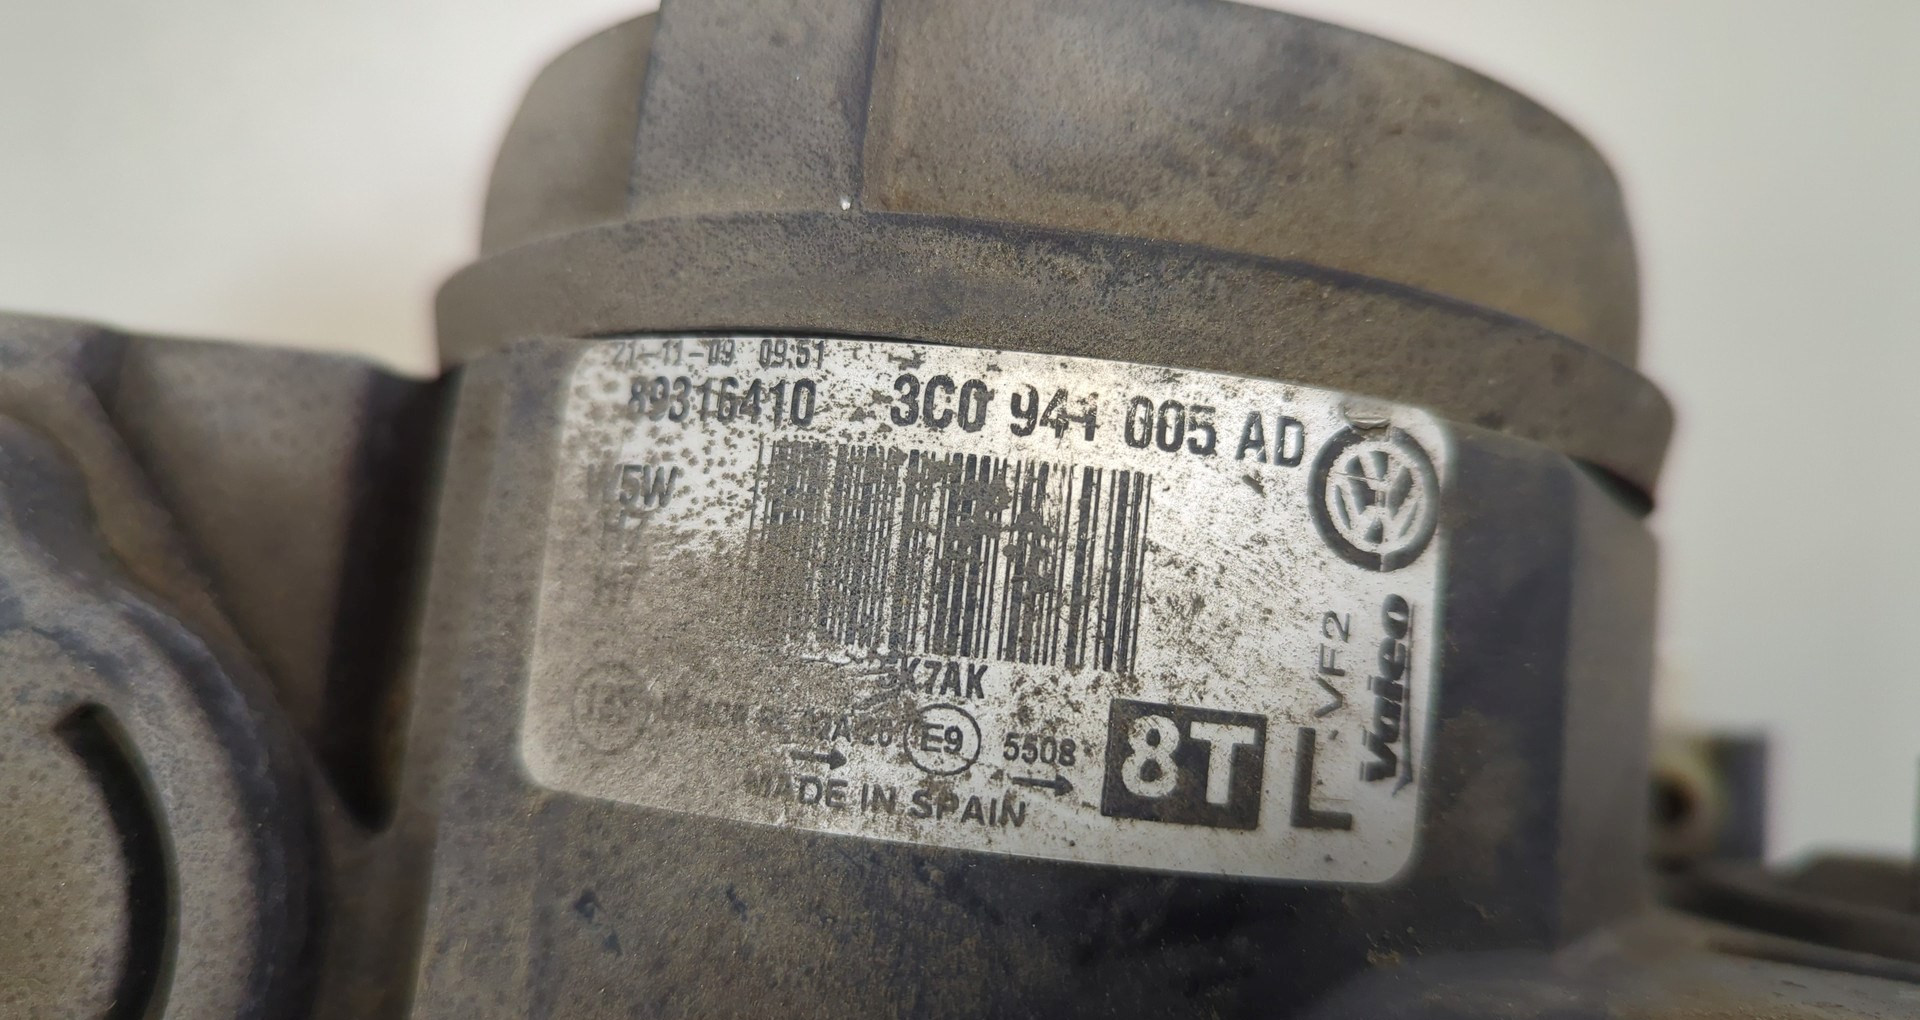 21-11-09 09:51
89316410 3C0 941 005 AD
W5W
H7
K7AK
E9 5508
8T L
MADE IN SPAIN
VF2
Valeo